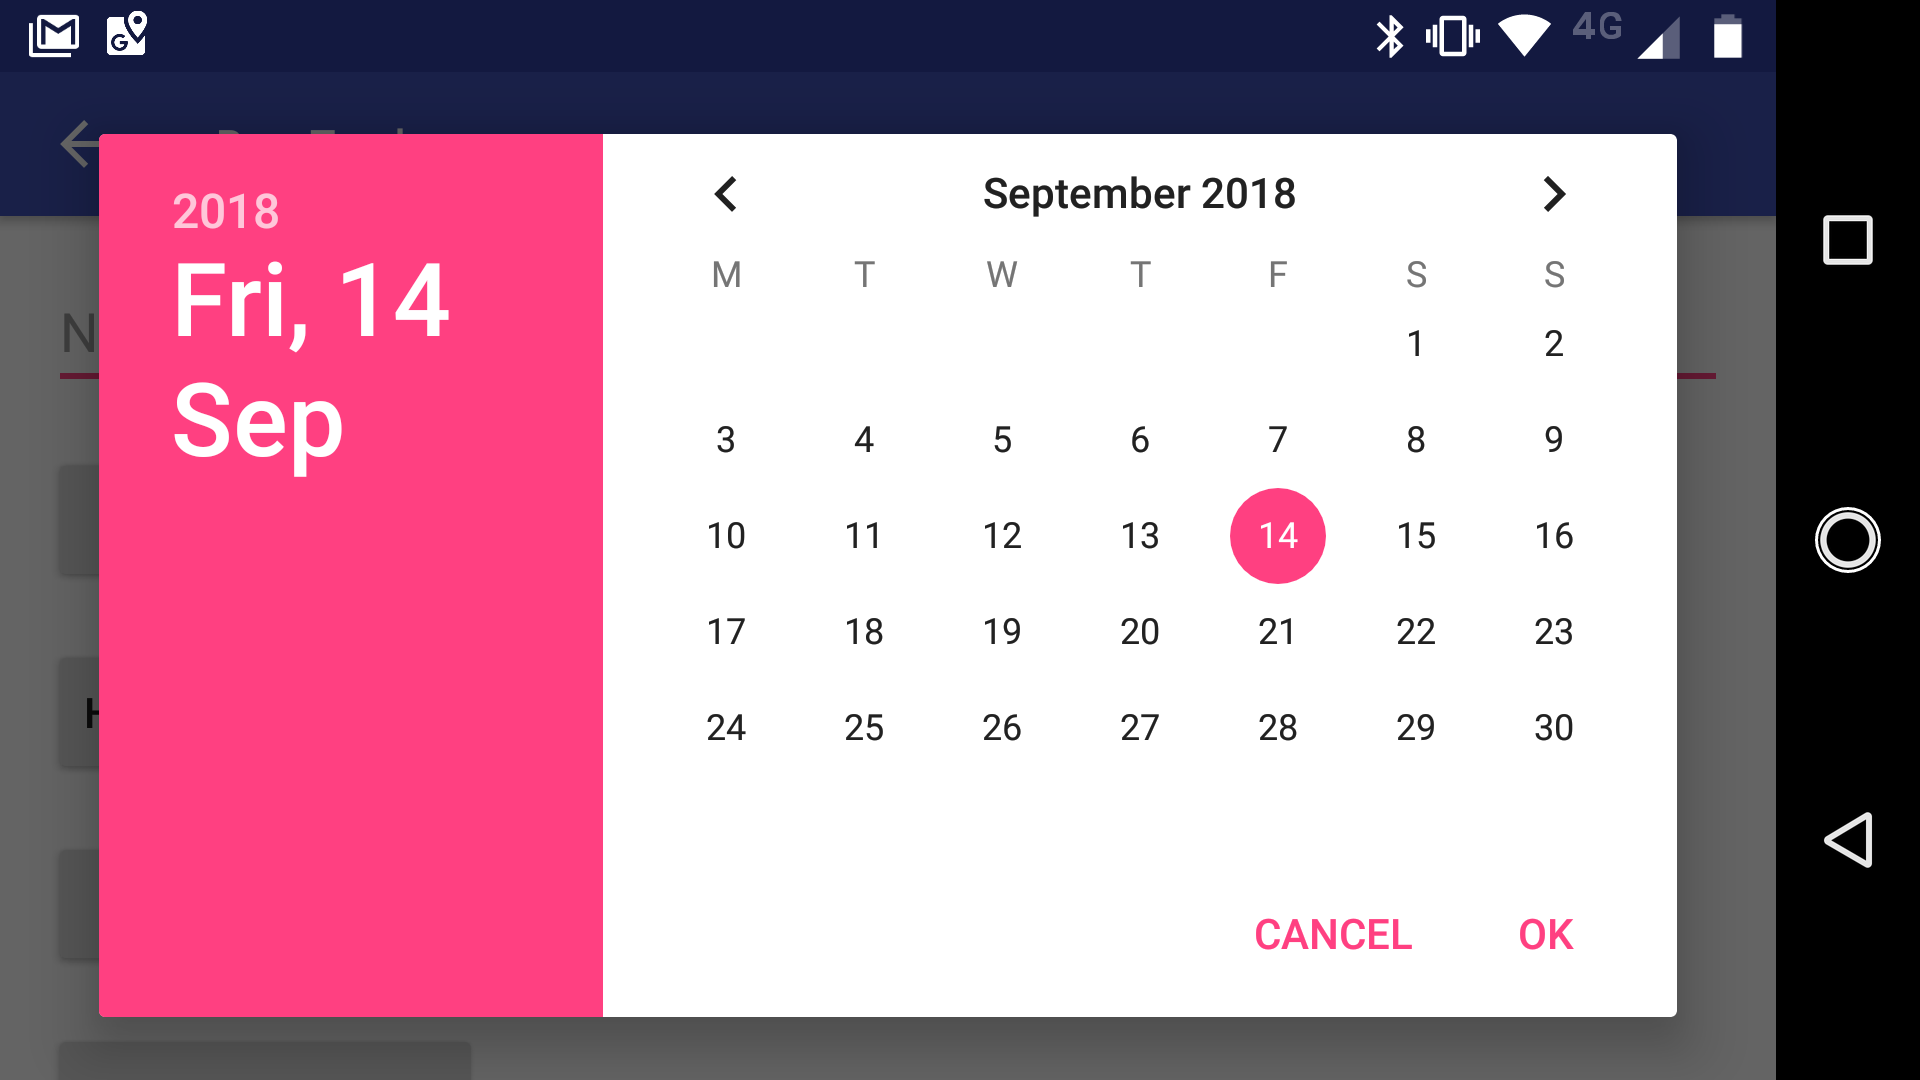 4G
2018
Fri, 14
Sep
September 2018
M T W T F S S
1 2
3 4 5 6 7 8 9
10 11 12 13 14 15 16
17 18 19 20 21 22 23
24 25 26 27 28 29 30
CANCEL OK